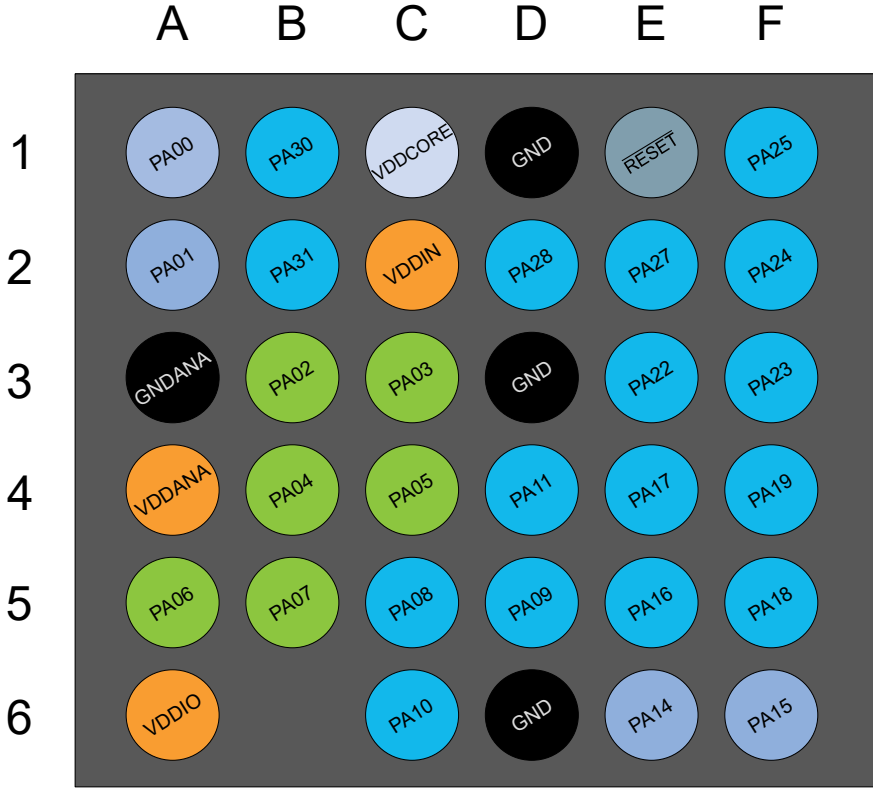 A B C D E F
1 PA00 PA30 VDDCORE GND RESET PA25
2 PA01 PA31 VDDIN PA28 PA27 PA24
3 GNDANA PA02 PA03 GND PA22 PA23
4 VDDANA PA04 PA05 PA11 PA17 PA19
5 PA06 PA07 PA08 PA09 PA16 PA18
6 VDDIO PA10 GND PA14 PA15